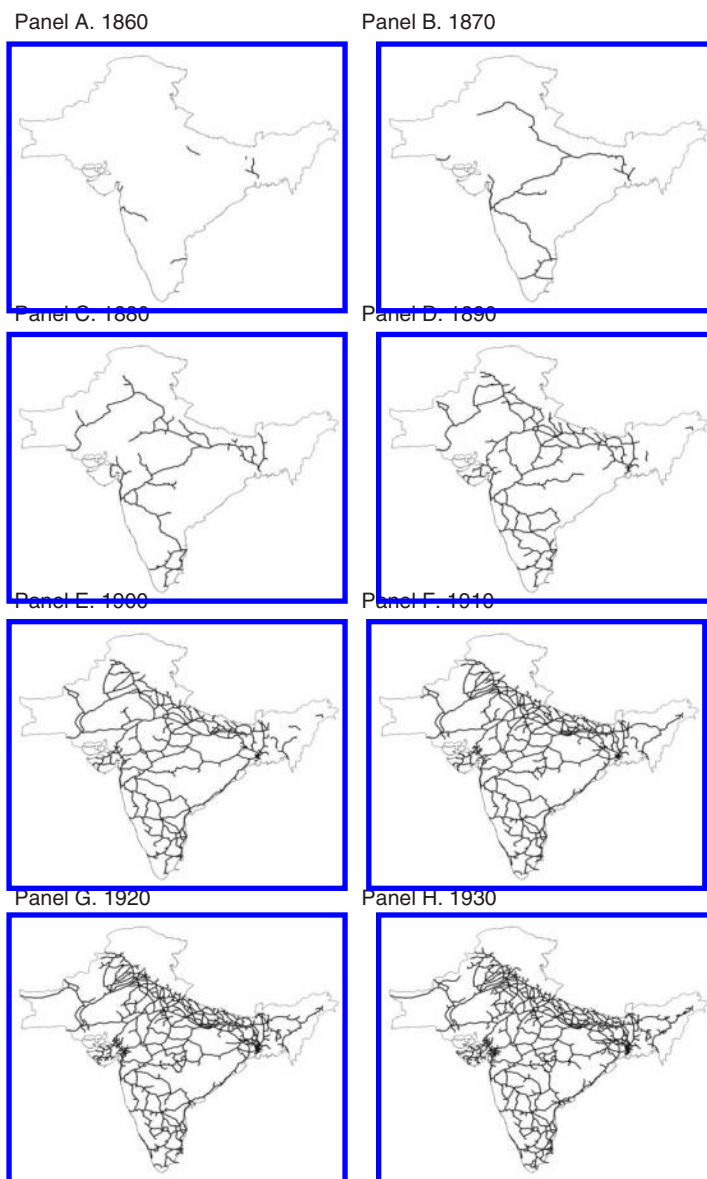 Panel A. 1860
Panel B. 1870
Panel C. 1880
Panel D. 1890
Panel E. 1900
Panel F. 1910
Panel G. 1920
Panel H. 1930